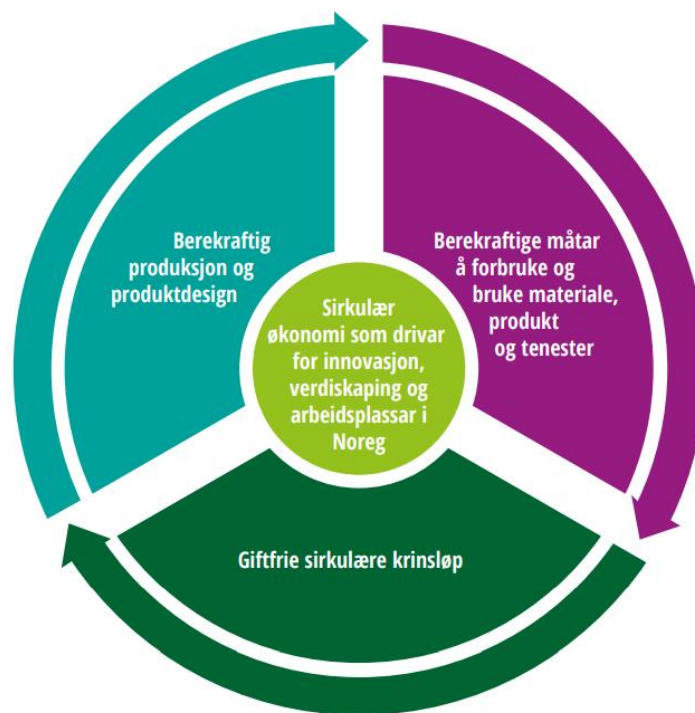 Berekraftig
produksjon og
produktdesign
Berekraftige måtar
å forbruke og
bruke materiale,
produkt
og tenester
Sirkulær
økonomi som drivar
for innovasjon,
verdiskaping og
arbeidsplassar i
Noreg
Giftfrie sirkulære krinsløp